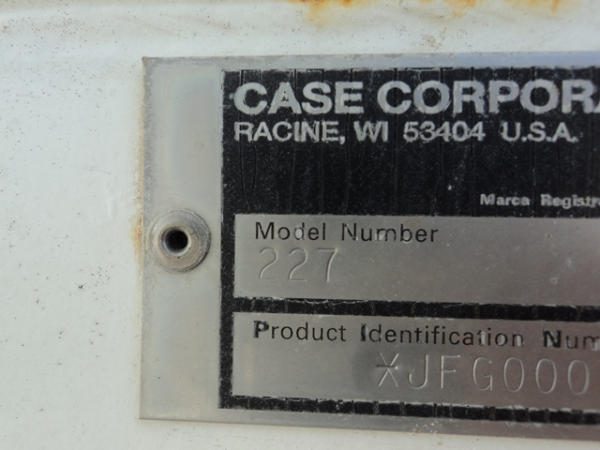 CASE CORPORA
RACINE, WI 53404 U.S.A.
Marca Registr
Model Number
227
Product Identification Num
*JFG000